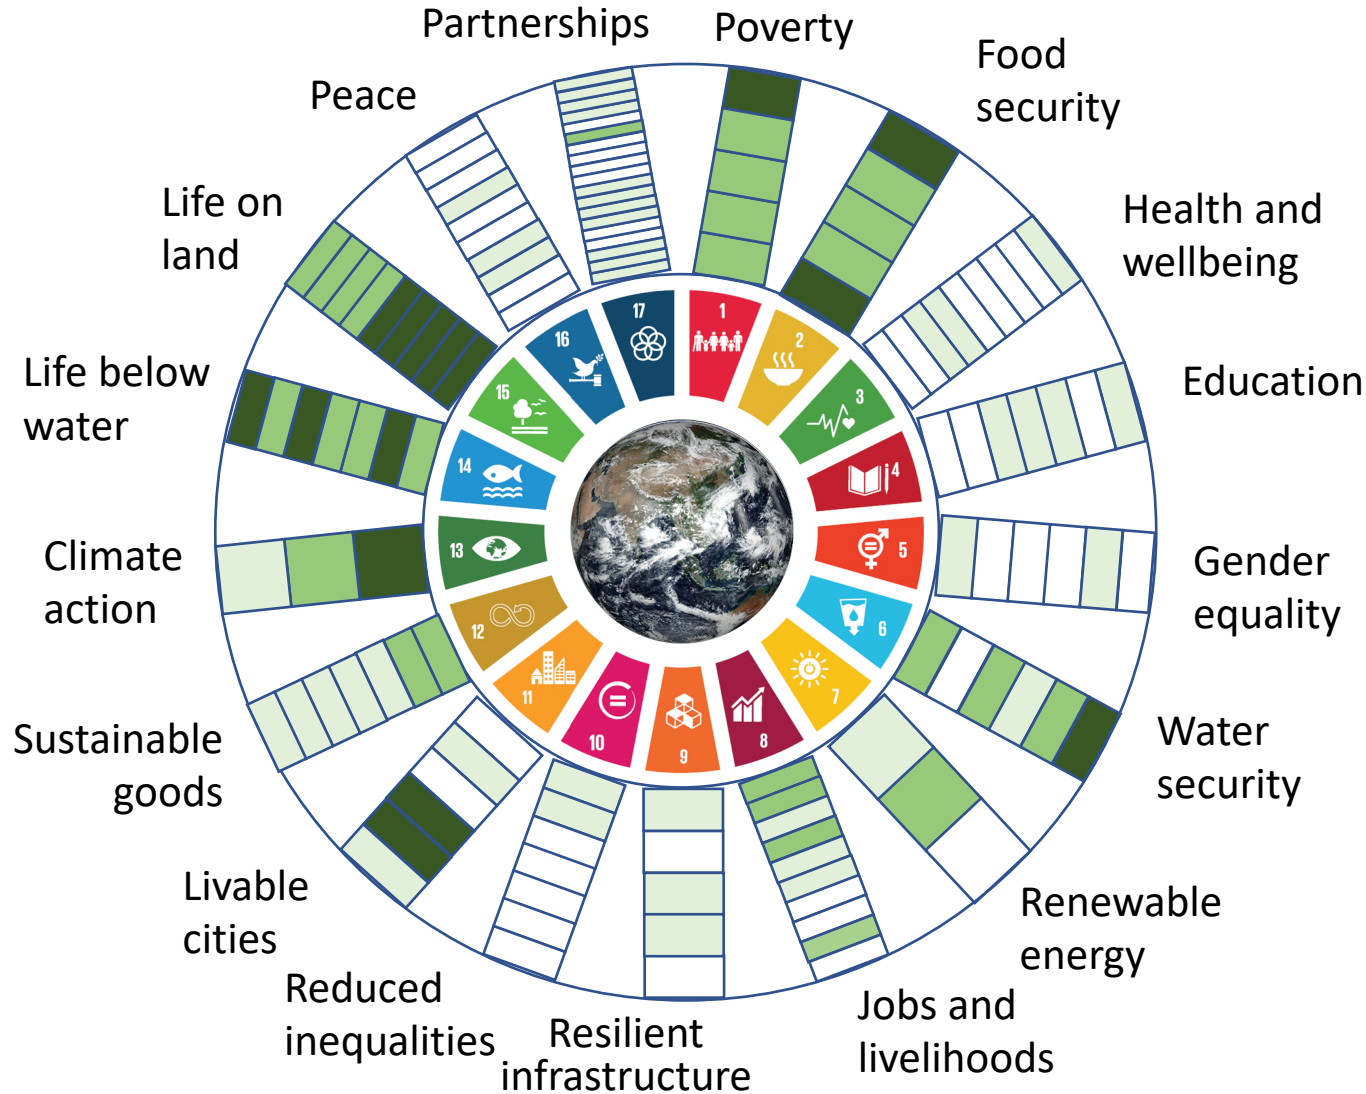 Partnerships
Poverty
Food
security
Health and
wellbeing
Education
Gender
equality
Water
security
Renewable
energy
Jobs and
livelihoods
Resilient
infrastructure
Reduced
inequalities
Livable
cities
Sustainable
goods
Climate
action
Life below
water
Life on
land
Peace
1
2
3
4
5
6
7
8
9
10
11
12
13
14
15
16
17